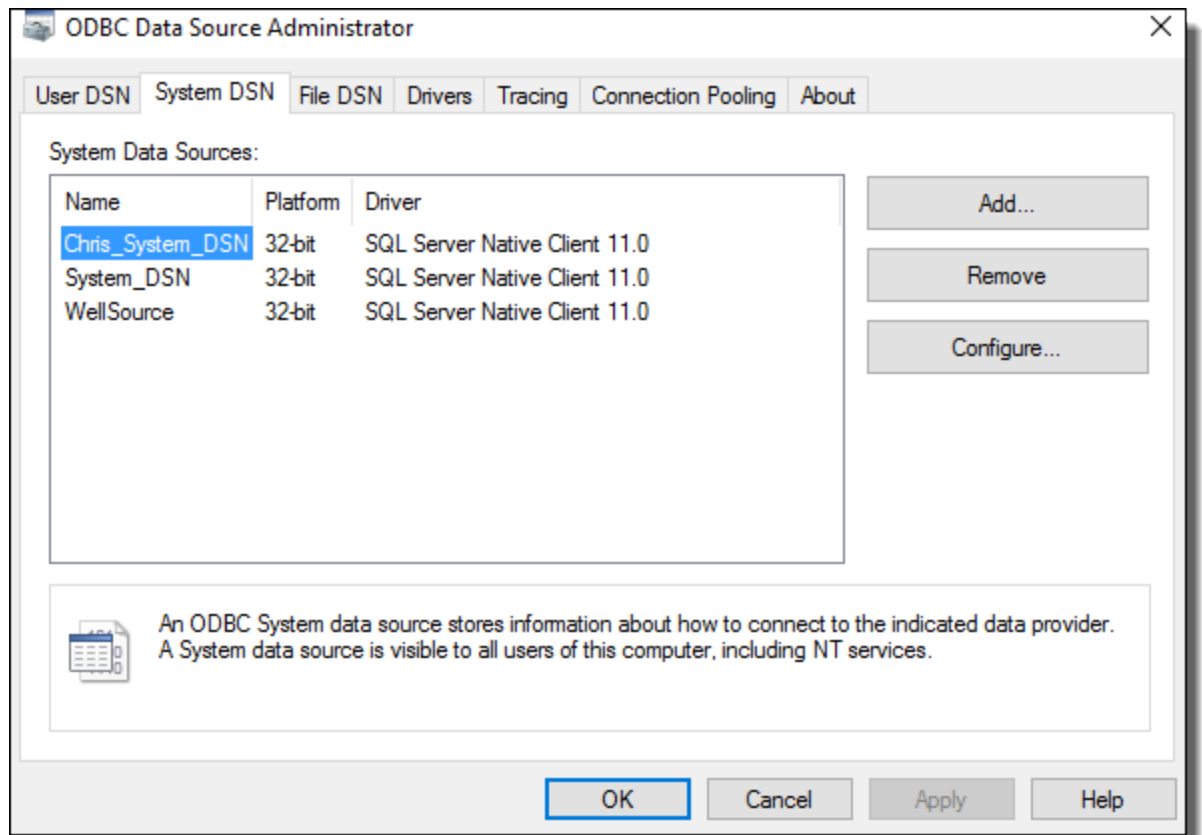 ODBC Data Source Administrator
User DSN System DSN File DSN Drivers Tracing Connection Pooling About
System Data Sources:
Name Platform Driver
Chris_System_DSN 32-bit SQL Server Native Client 11.0
System_DSN 32-bit SQL Server Native Client 11.0
WellSource 32-bit SQL Server Native Client 11.0
Add...
Remove
Configure...
An ODBC System data source stores information about how to connect to the indicated data provider.
A System data source is visible to all users of this computer, including NT services.
OK Cancel Apply Help